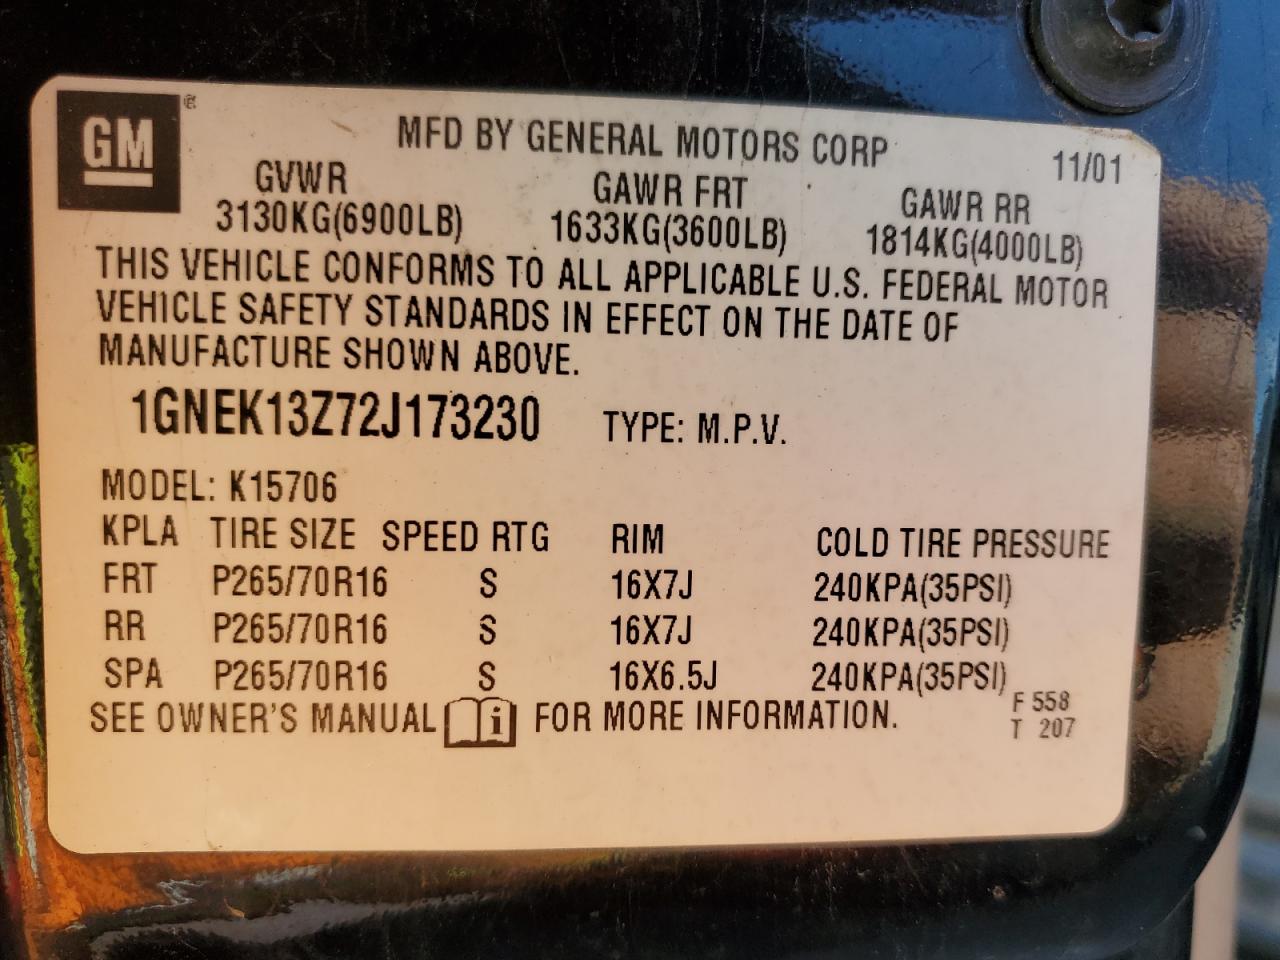 GM ®
MFD BY GENERAL MOTORS CORP 11/01
GVWR GAWR FRT GAWR RR
3130KG(6900LB) 1633KG(3600LB) 1814KG(4000LB)
THIS VEHICLE CONFORMS TO ALL APPLICABLE U.S. FEDERAL MOTOR
VEHICLE SAFETY STANDARDS IN EFFECT ON THE DATE OF
MANUFACTURE SHOWN ABOVE.
1GNEK13Z72J173230 TYPE: M.P.V.
MODEL: K15706
KPLA TIRE SIZE SPEED RTG RIM COLD TIRE PRESSURE
FRT P265/70R16 S 16X7J 240KPA(35PSI)
RR P265/70R16 S 16X7J 240KPA(35PSI)
SPA P265/70R16 S 16X6.5J 240KPA(35PSI)
SEE OWNER'S MANUAL i FOR MORE INFORMATION.
F 558
T 207